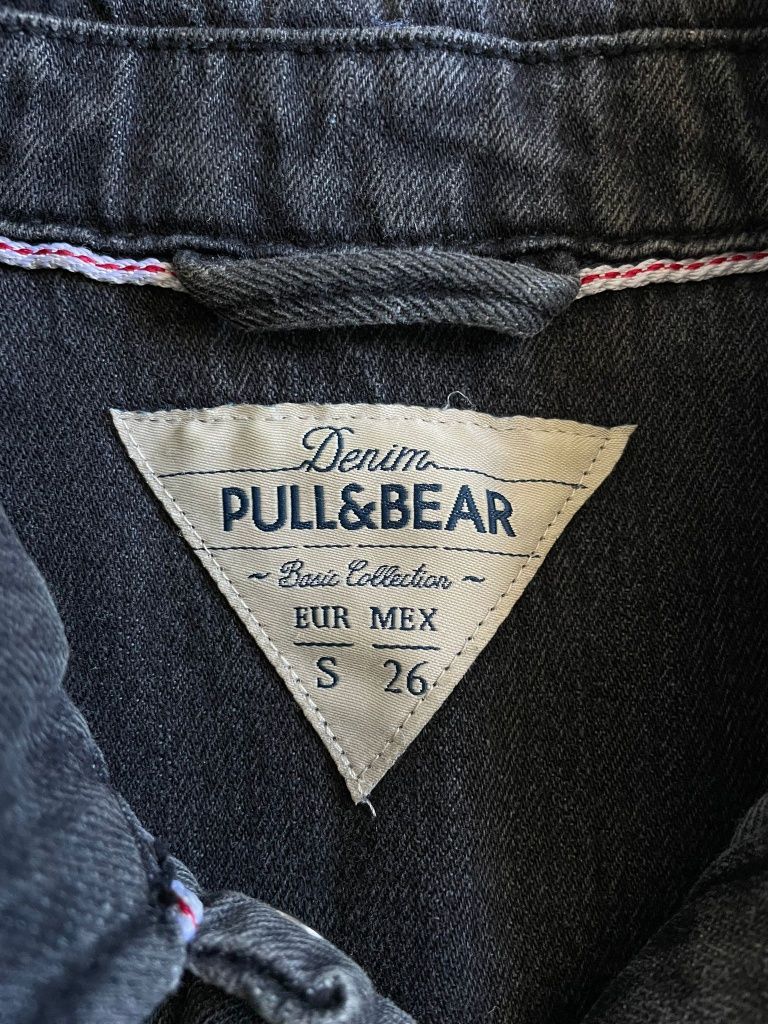 Denim
PULL&BEAR
~ Basic Collection ~
EUR MEX
S 26